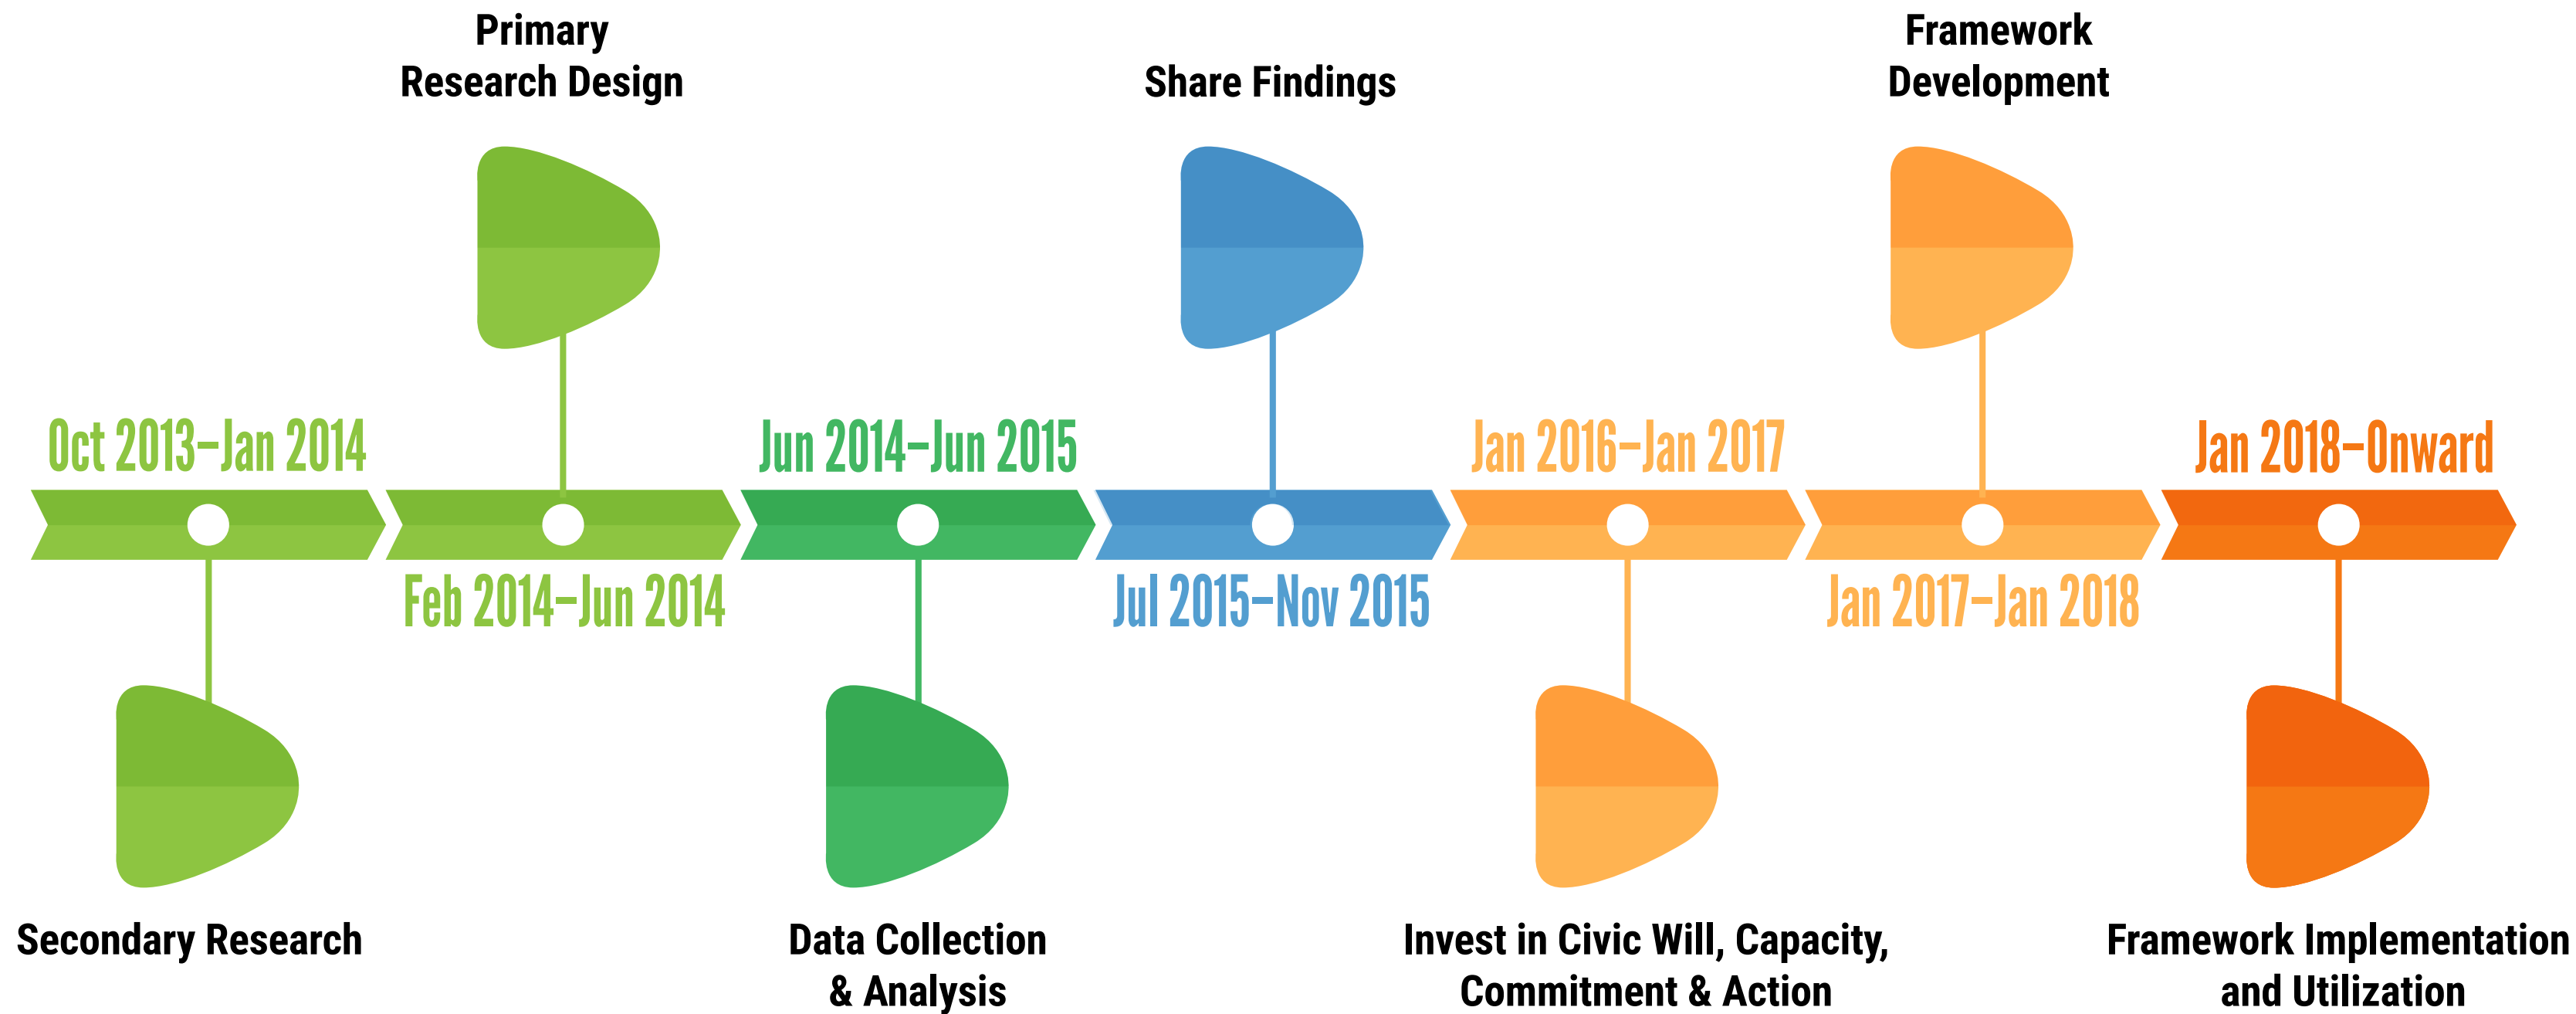 Primary
Research Design
Share Findings
Framework
Development
Oct 2013–Jan 2014
Jun 2014–Jun 2015
Jan 2016–Jan 2017
Jan 2018–Onward
Feb 2014–Jun 2014
Jul 2015–Nov 2015
Jan 2017–Jan 2018
Secondary Research
Data Collection
& Analysis
Invest in Civic Will, Capacity,
Commitment & Action
Framework Implementation
and Utilization